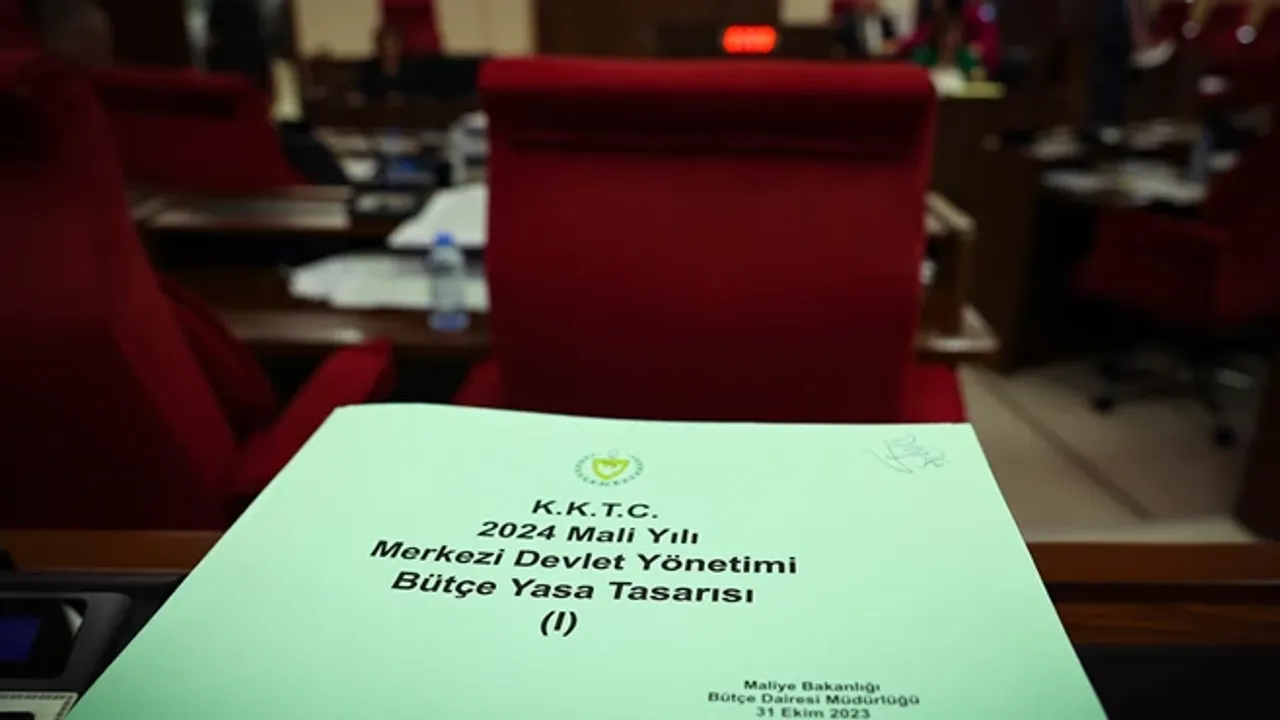 K.K.T.C.
2024 Mali Yılı
Merkezi Devlet Yönetimi
Bütçe Yasa Tasarısı
(I)
Maliye Bakanlığı
Bütçe Dairesi Müdürlüğü
31 Ekim 2023